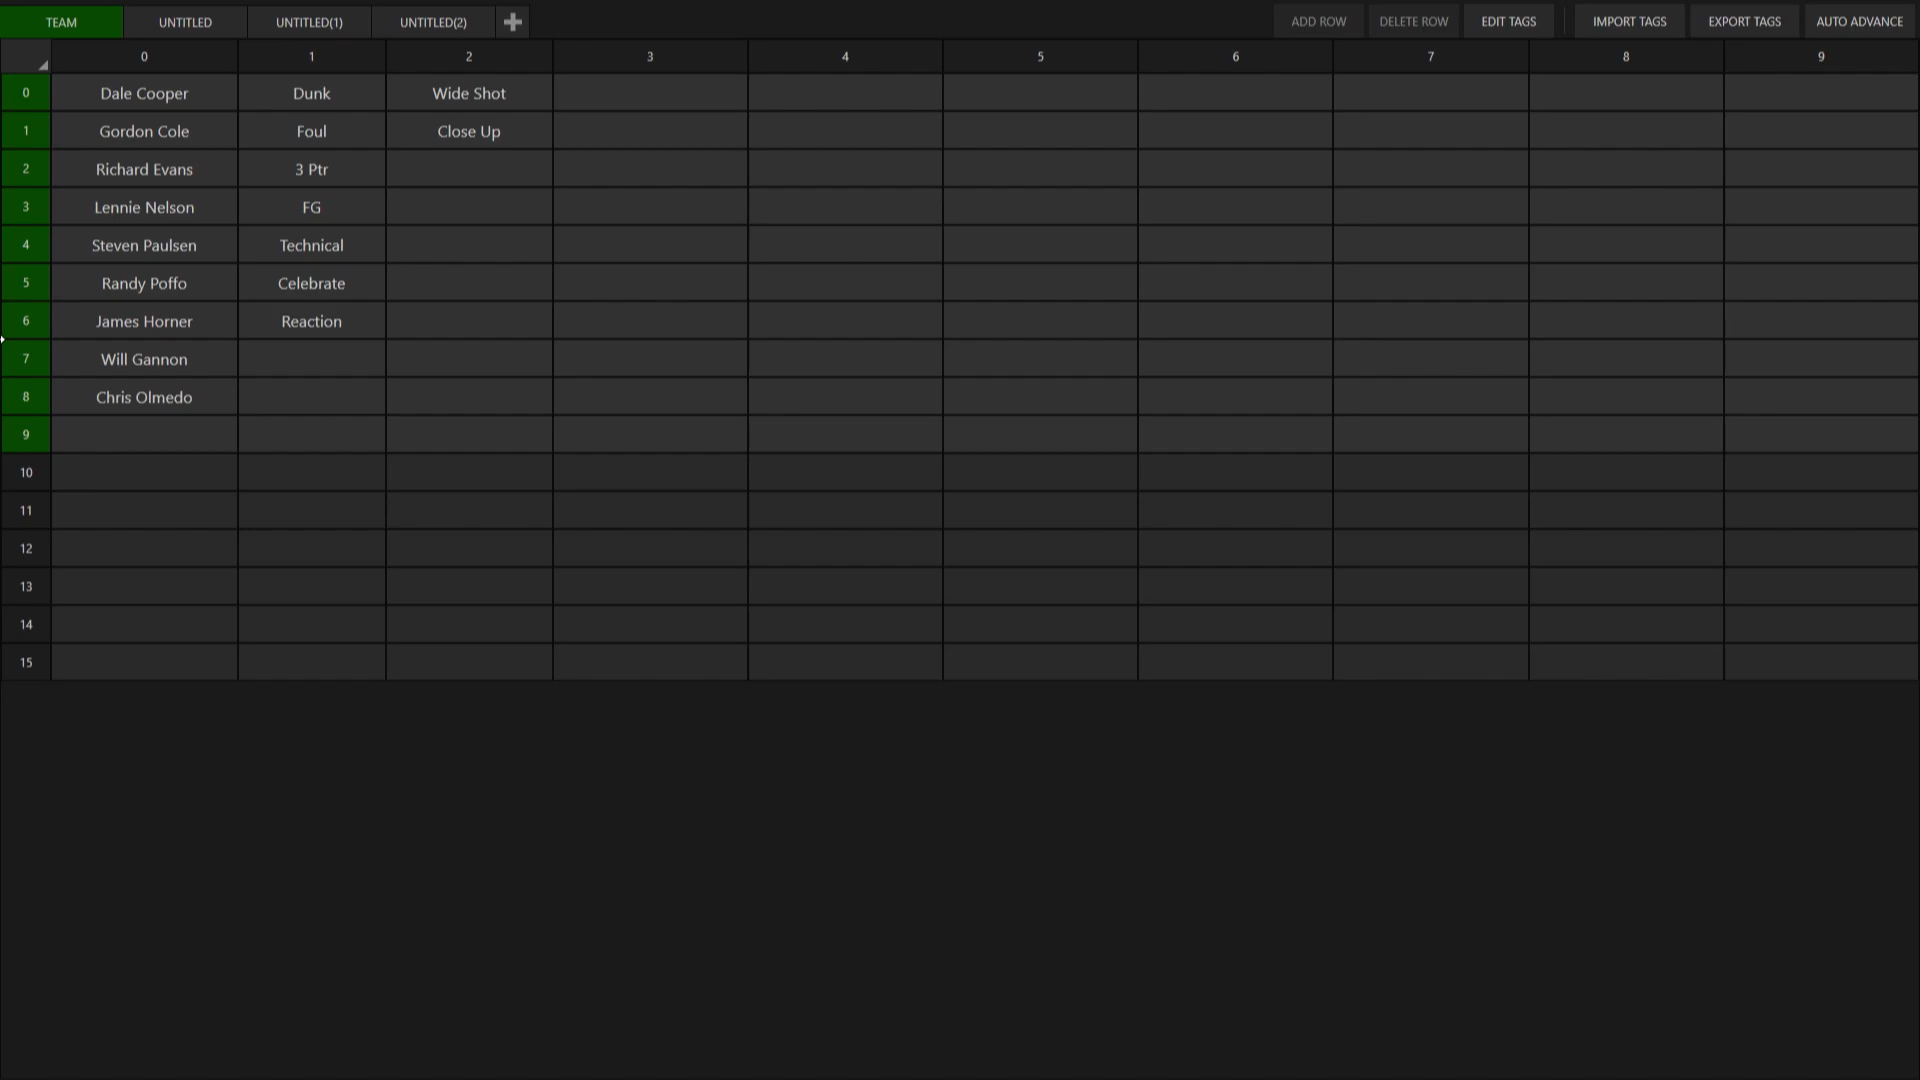 TEAM UNTITLED UNTITLED(1) UNTITLED(2) ADD ROW DELETE ROW EDIT TAGS IMPORT TAGS EXPORT TAGS AUTO ADVANCE
0 1 2 3 4 5 6 7 8 9
0 Dale Cooper Dunk Wide Shot
1 Gordon Cole Foul Close Up
2 Richard Evans 3 Ptr
3 Lennie Nelson FG
4 Steven Paulsen Technical
5 Randy Poffo Celebrate
6 James Horner Reaction
7 Will Gannon
8 Chris Olmedo
9
10
11
12
13
14
15